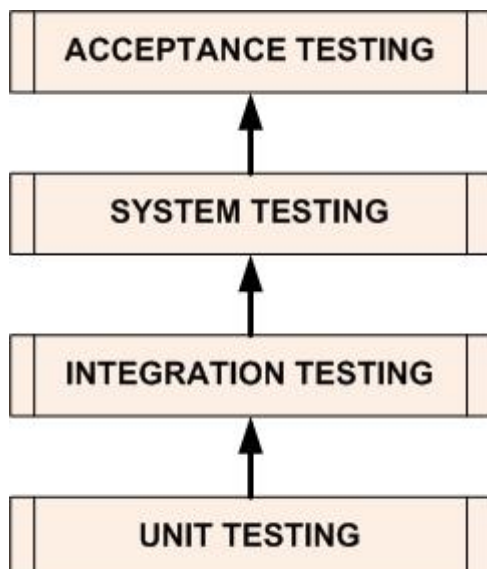 ACCEPTANCE TESTING
SYSTEM TESTING
INTEGRATION TESTING
UNIT TESTING